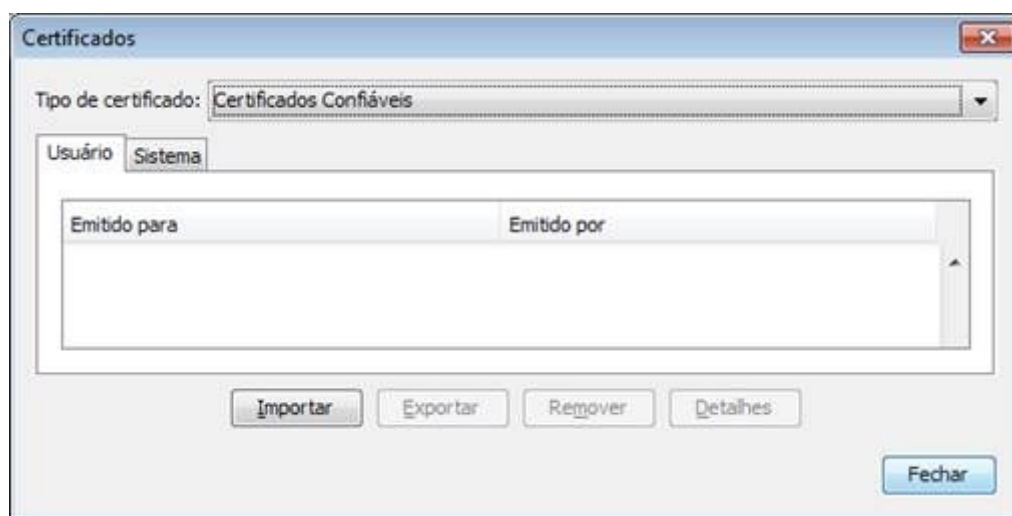 Certificados
Tipo de certificado: Certificados Confiáveis
Usuário Sistema
Emitido para Emitido por
Importar Exportar Remover Detalhes
Fechar